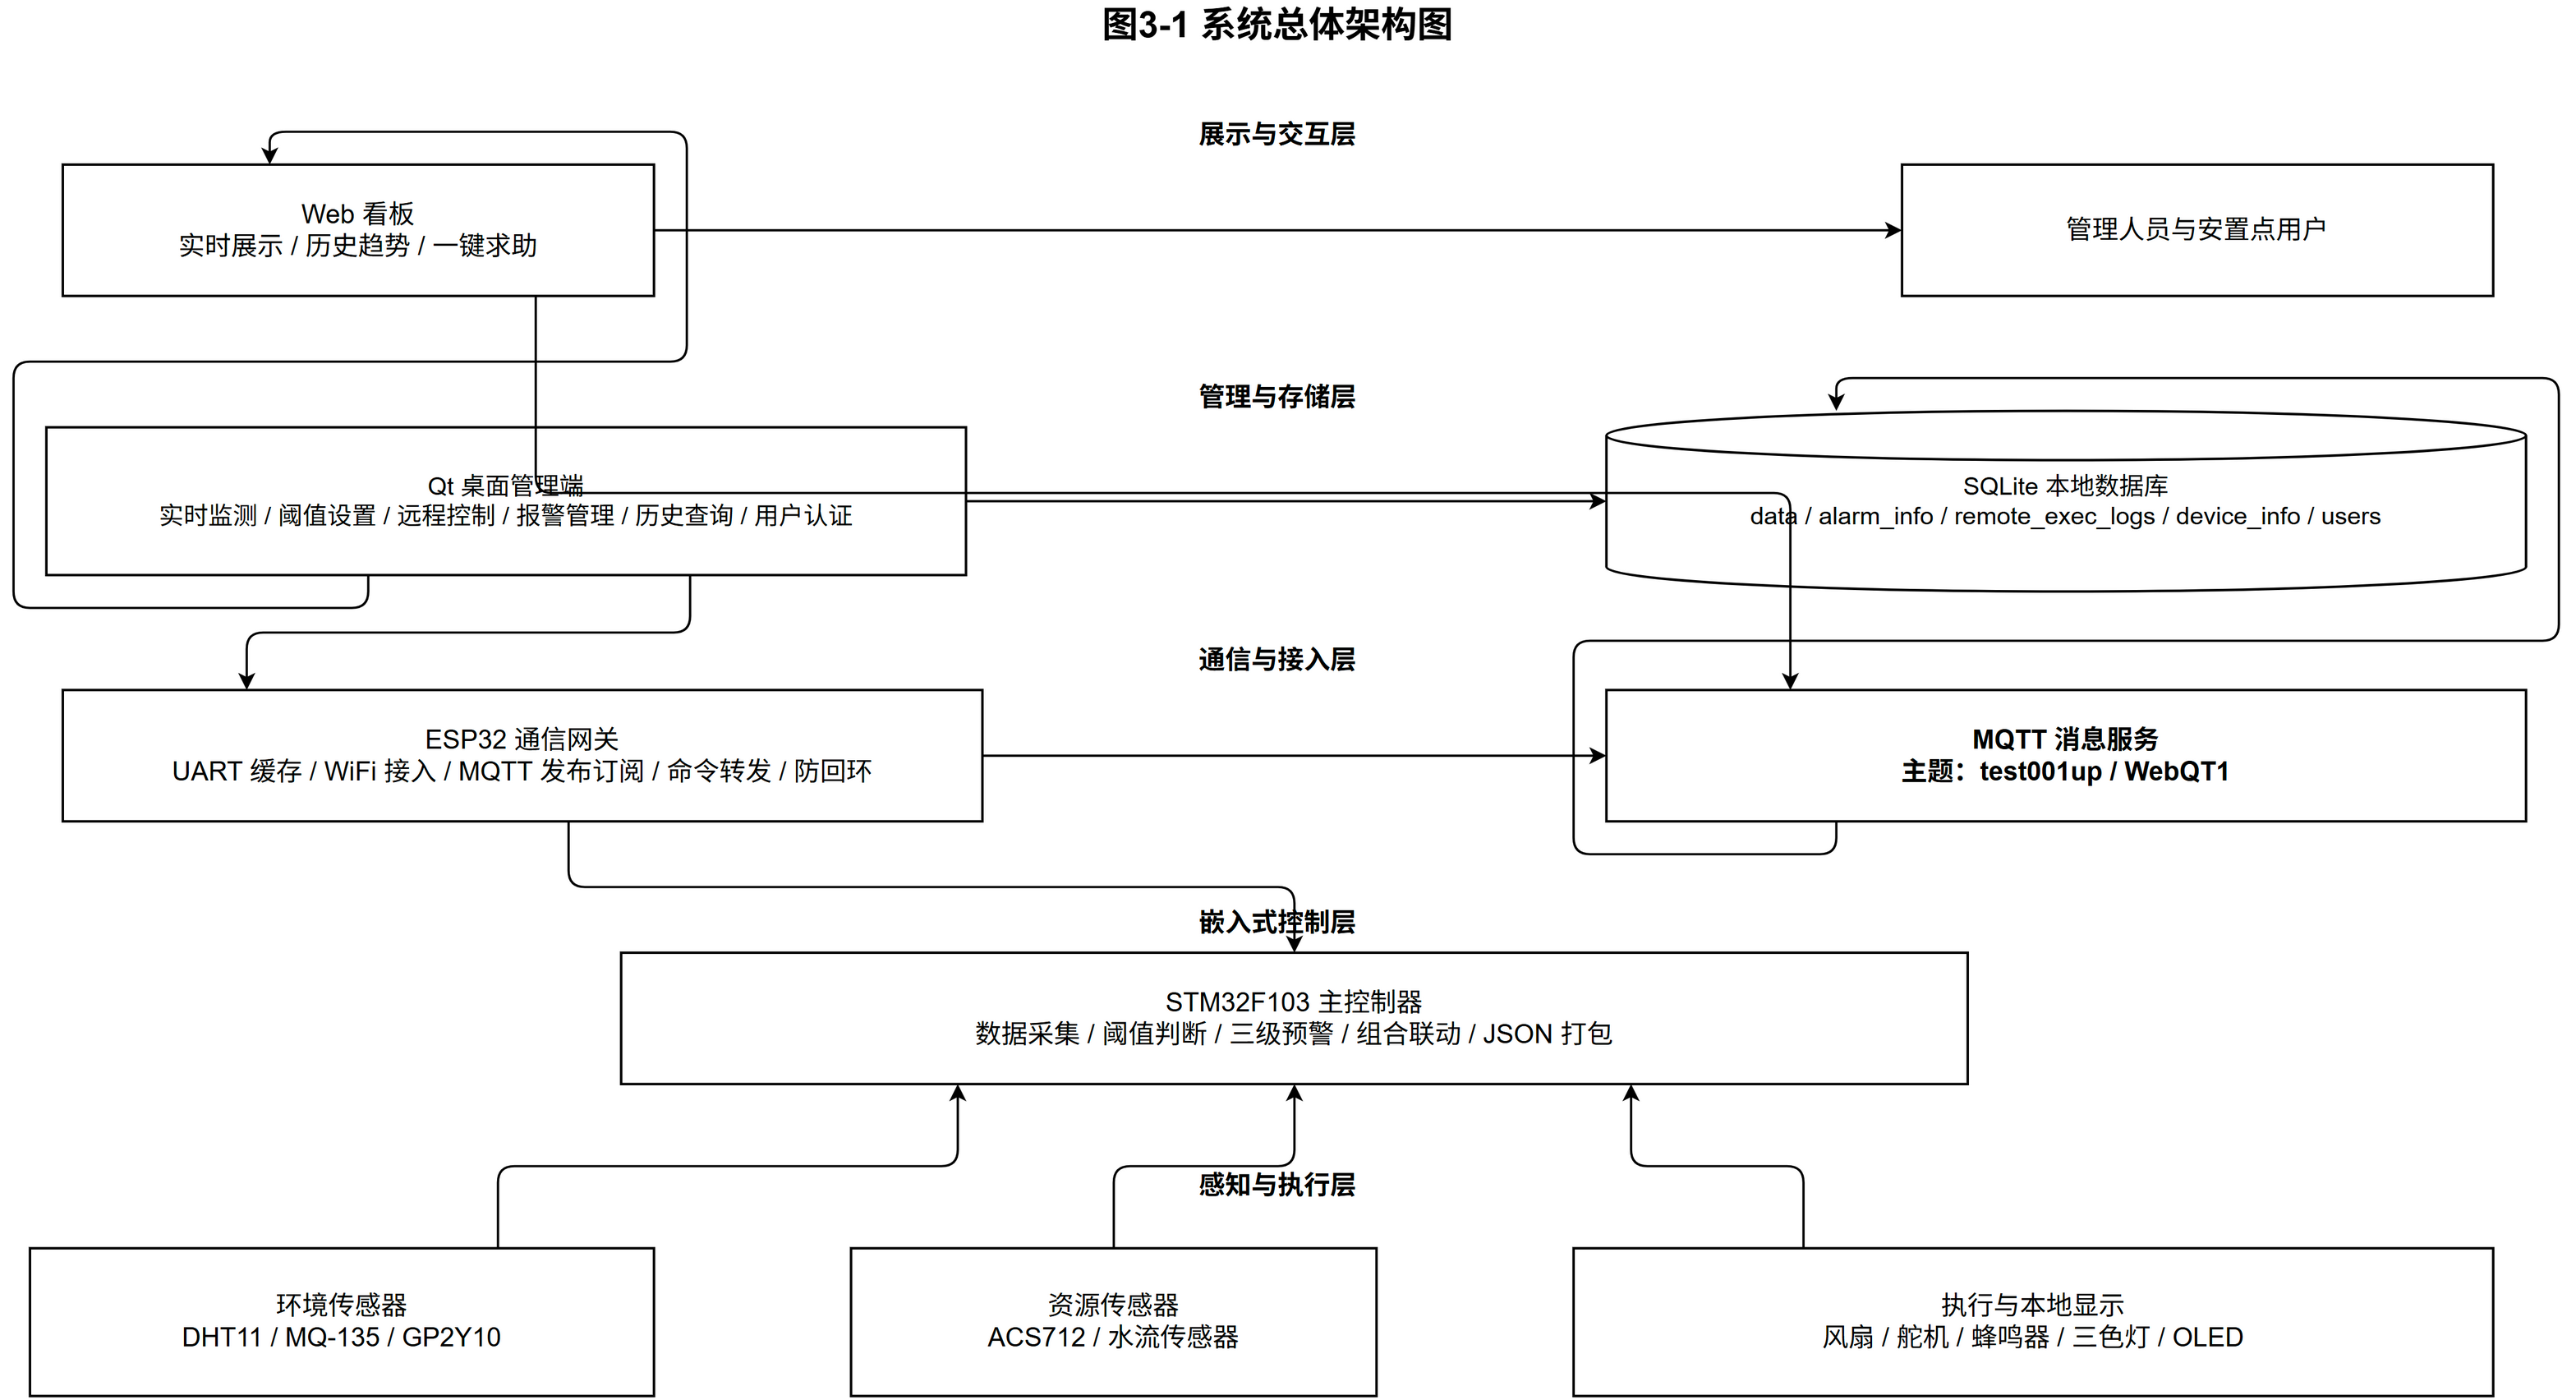 图3-1 系统总体架构图
展示与交互层
Web 看板
实时展示 / 历史趋势 / 一键求助
管理人员与安置点用户
管理与存储层
Qt 桌面管理端
实时监测 / 阈值设置 / 远程控制 / 报警管理 / 历史查询 / 用户认证
SQLite 本地数据库
data / alarm_info / remote_exec_logs / device_info / users
通信与接入层
ESP32 通信网关
UART 缓存 / WiFi 接入 / MQTT 发布订阅 / 命令转发 / 防回环
MQTT 消息服务
主题：test001up / WebQT1
嵌入式控制层
STM32F103 主控制器
数据采集 / 阈值判断 / 三级预警 / 组合联动 / JSON 打包
感知与执行层
环境传感器
DHT11 / MQ-135 / GP2Y10
资源传感器
ACS712 / 水流传感器
执行与本地显示
风扇 / 舵机 / 蜂鸣器 / 三色灯 / OLED